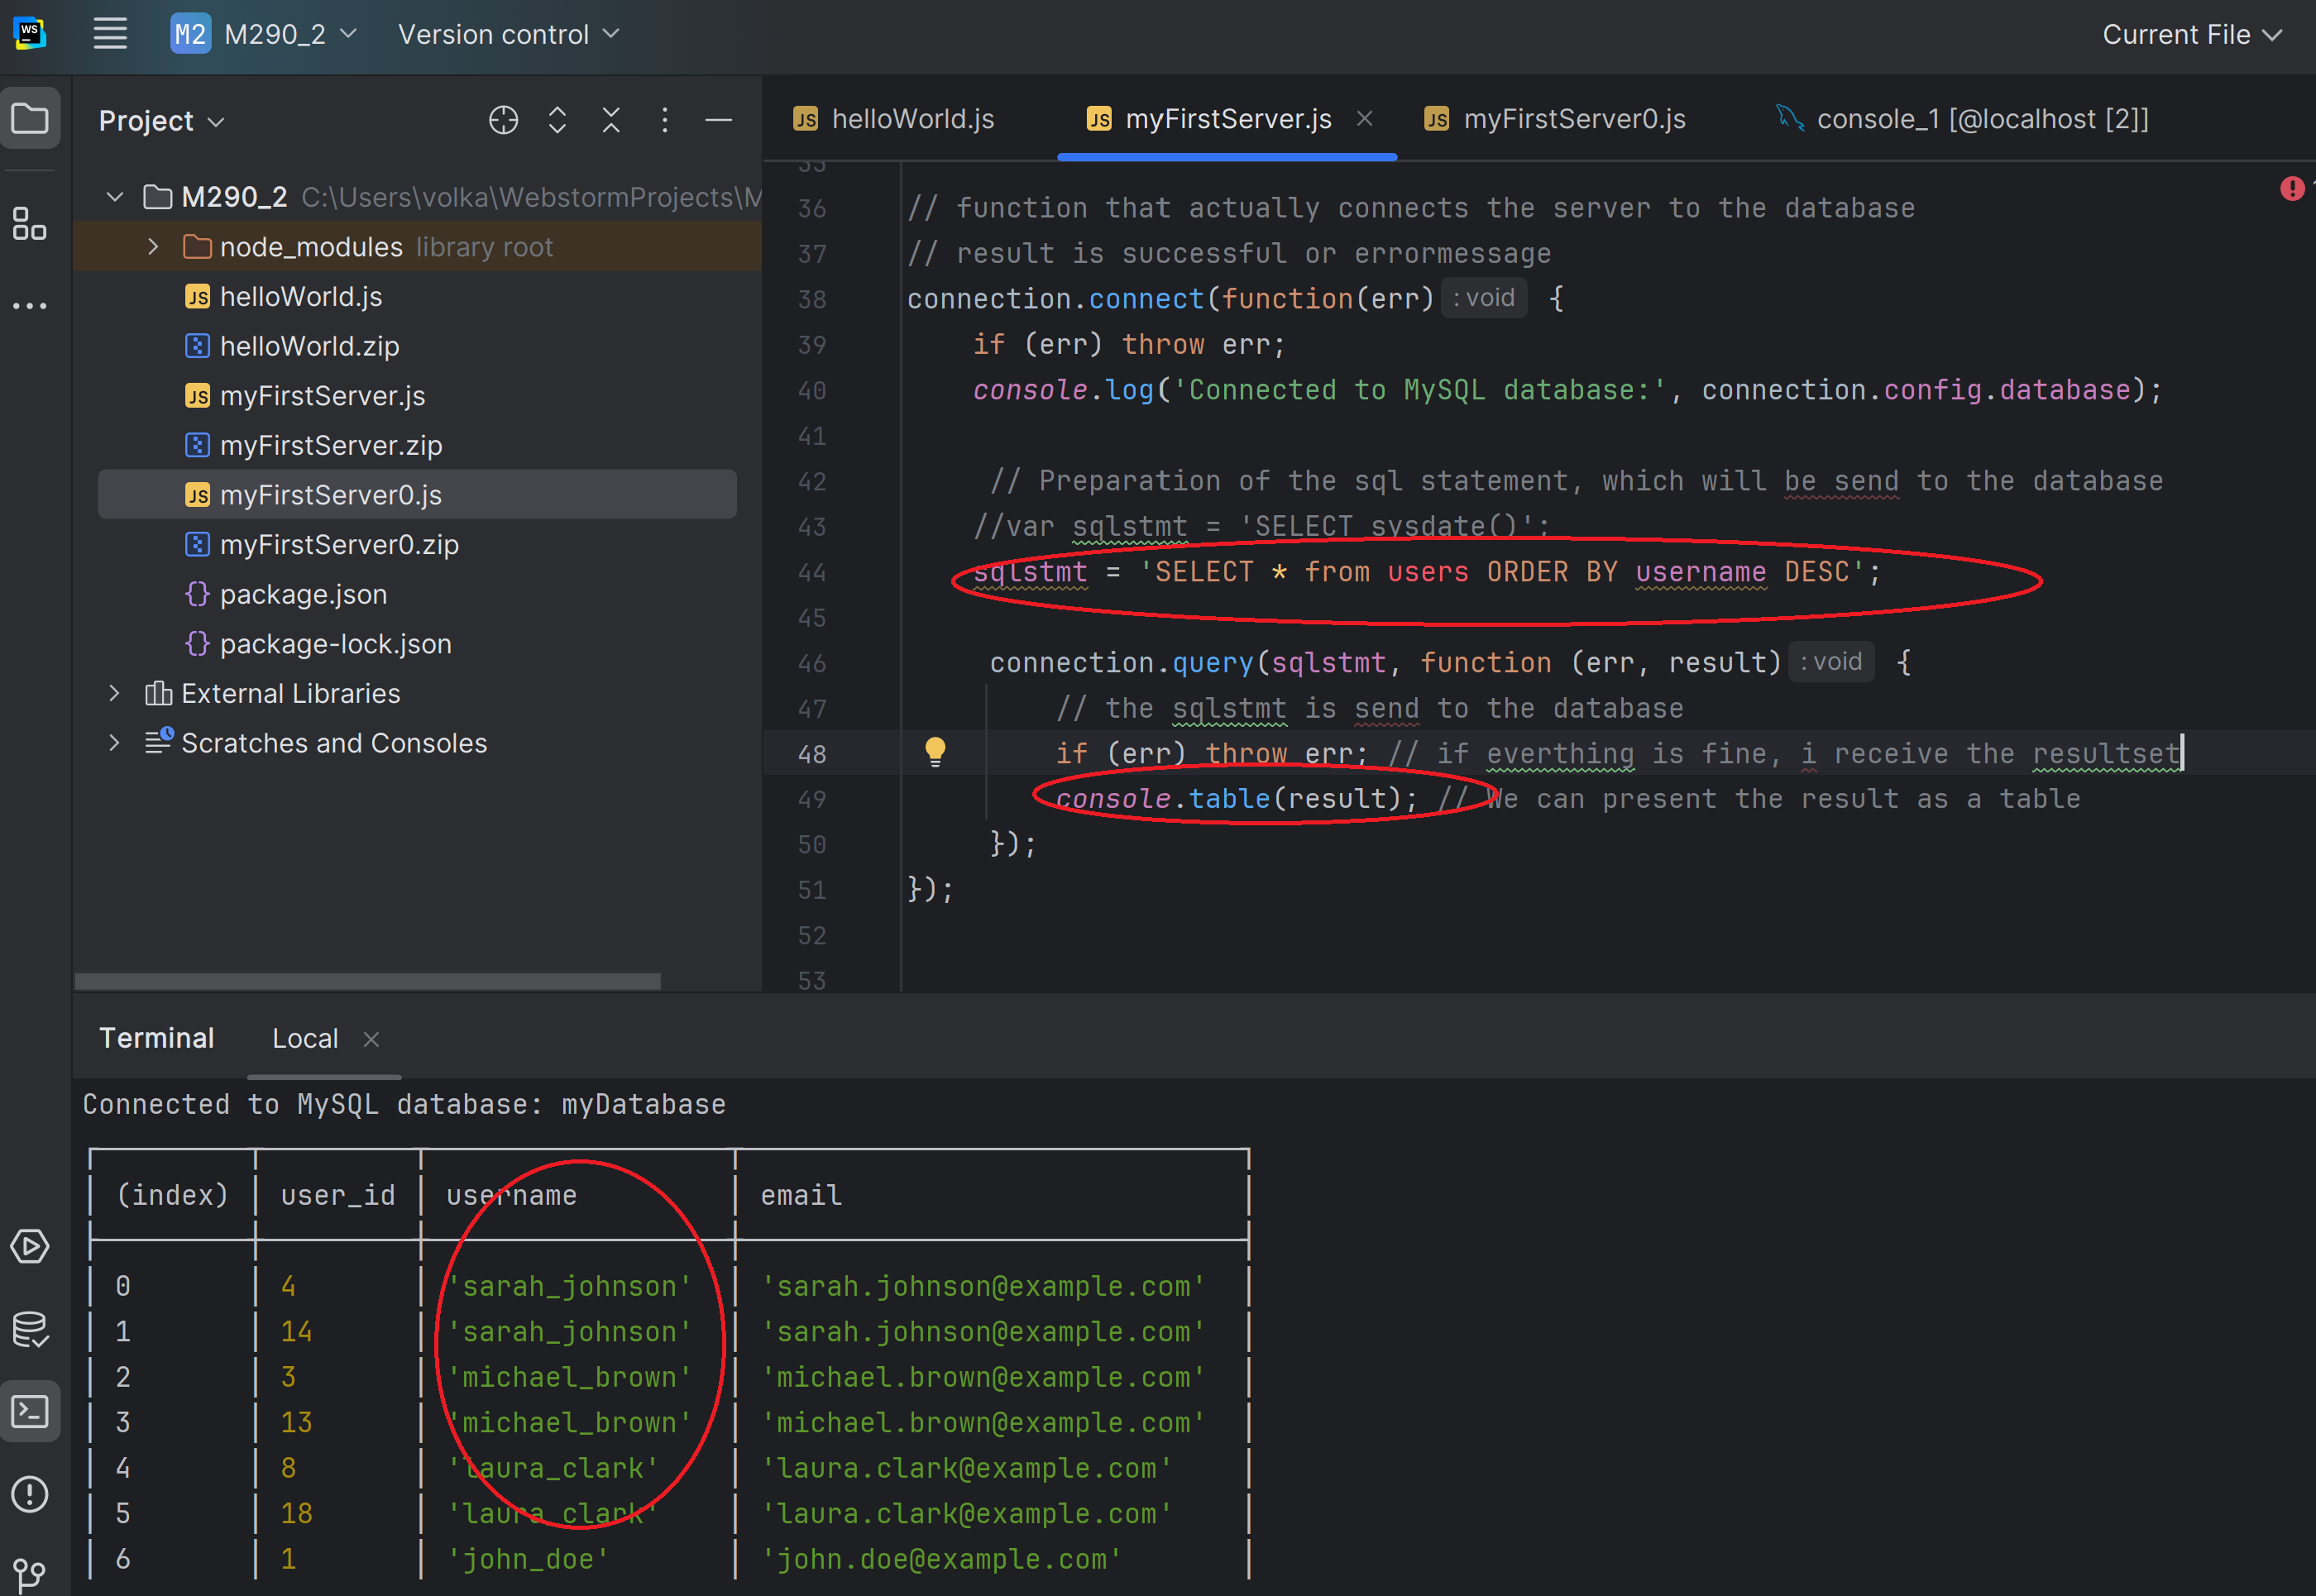 WS
M2 M290_2 Version control Current File
Project
helloWorld.js myFirstServer.js myFirstServer0.js console_1 [@localhost [2]]
M290_2 C:\Users\volka\WebstormProjects\M
node_modules library root
helloWorld.js
helloWorld.zip
myFirstServer.js
myFirstServer.zip
myFirstServer0.js
myFirstServer0.zip
package.json
package-lock.json
External Libraries
Scratches and Consoles
35
36 // function that actually connects the server to the database
37 // result is successful or errormessage
38 connection.connect(function(err) : void {
39 if (err) throw err;
40 console.log('Connected to MySQL database:', connection.config.database);
41
42 // Preparation of the sql statement, which will be send to the database
43 //var sqlstmt = 'SELECT sysdate()';
44 sqlstmt = 'SELECT * from users ORDER BY username DESC';
45
46 connection.query(sqlstmt, function (err, result) : void {
47 // the sqlstmt is send to the database
48 if (err) throw err; // if everthing is fine, i receive the resultset
49 console.table(result); // We can present the result as a table
50 });
51 });
52
53
Terminal Local
Connected to MySQL database: myDatabase
(index) user_id username email
0 4 'sarah_johnson' 'sarah.johnson@example.com'
1 14 'sarah_johnson' 'sarah.johnson@example.com'
2 3 'michael_brown' 'michael.brown@example.com'
3 13 'michael_brown' 'michael.brown@example.com'
4 8 'laura_clark' 'laura.clark@example.com'
5 18 'laura_clark' 'laura.clark@example.com'
6 1 'john_doe' 'john.doe@example.com'